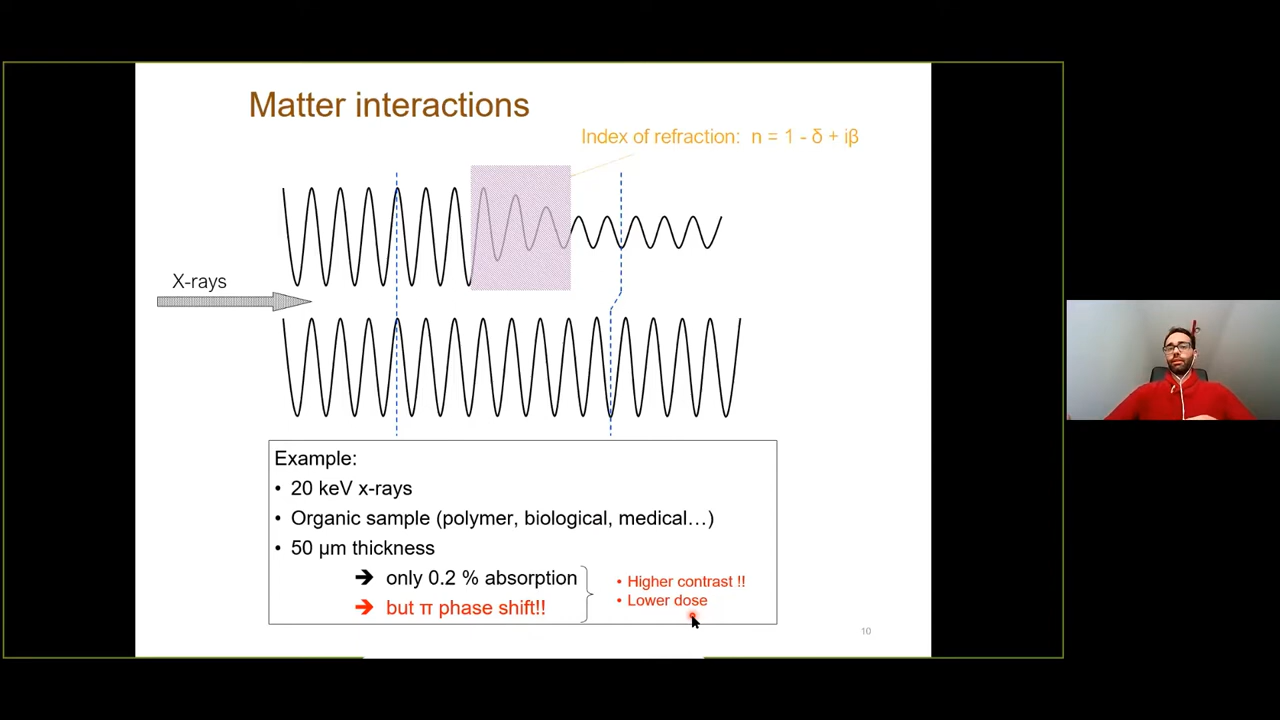 Matter interactions
Index of refraction: n = 1 - δ + iβ
X-rays
Example:
• 20 keV x-rays
• Organic sample (polymer, biological, medical…)
• 50 µm thickness
➔ only 0.2 % absorption
➔ but π phase shift!!
• Higher contrast !!
• Lower dose
10